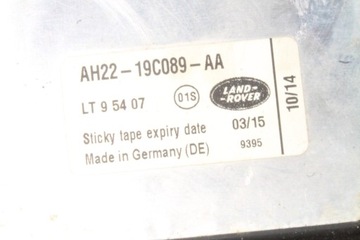 AH22-19C089-AA
LT 9 54 07
01S
LAND-
ROVER
10/14
Sticky tape expiry date 03/15
Made in Germany (DE) 9395